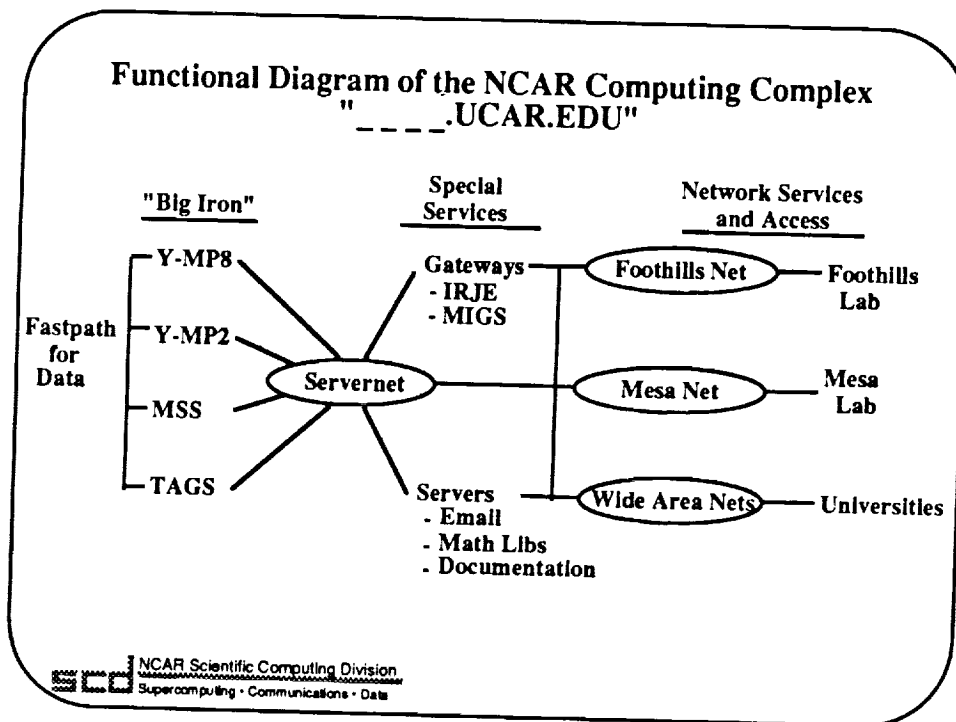 Functional Diagram of the NCAR Computing Complex
"_ _ _ _.UCAR.EDU"
"Big Iron"
Special
Services
Network Services
and Access
Fastpath
for
Data
Y-MP8
Y-MP2
MSS
TAGS
Servernet
Gateways
- IRJE
- MIGS
Servers
- Email
- Math Libs
- Documentation
Foothills Net
Mesa Net
Wide Area Nets
Foothills
Lab
Mesa
Lab
Universities
scd
NCAR Scientific Computing Division
Supercomputing • Communications • Data